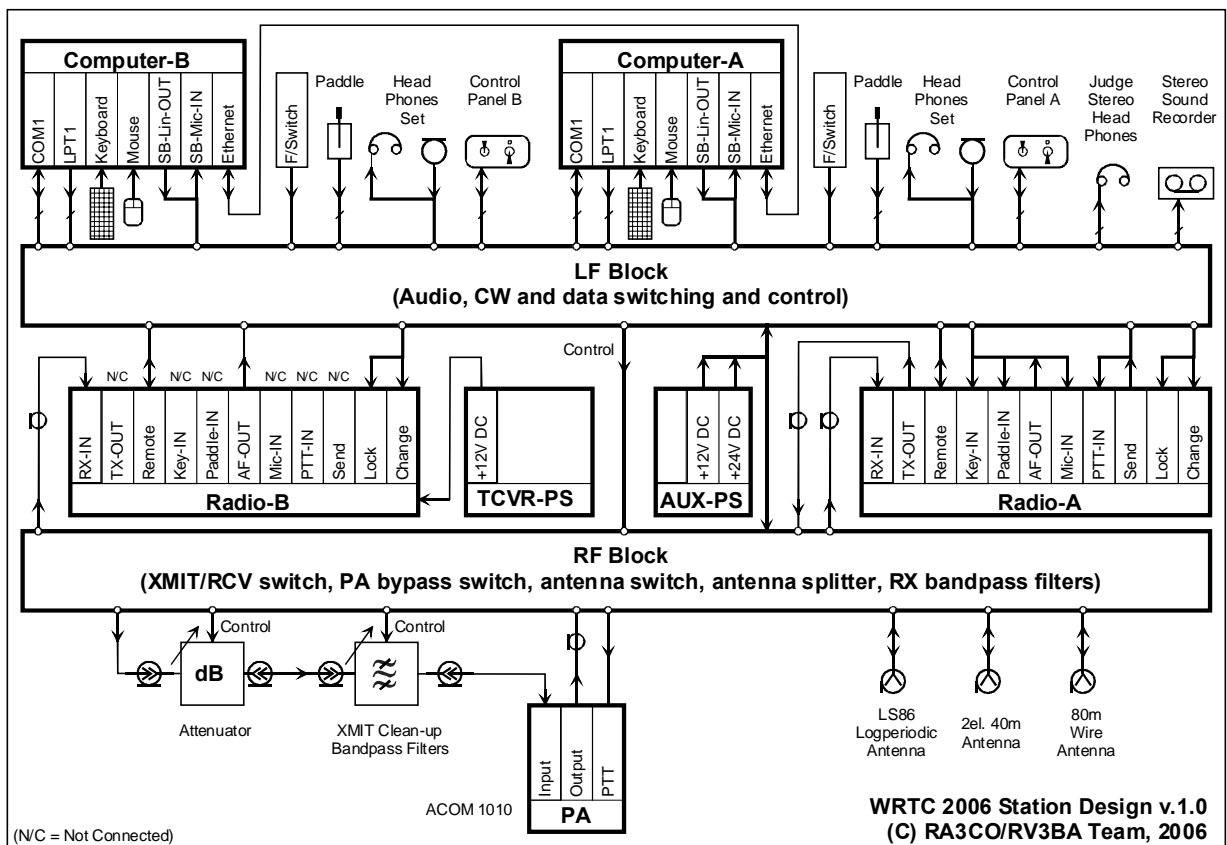 Computer-B
COM1
LPT1
Keyboard
Mouse
SB-Lin-OUT
SB-Mic-IN
Ethernet
F/Switch
Paddle
Head
Phones
Set
Control
Panel B
Computer-A
COM1
LPT1
Keyboard
Mouse
SB-Lin-OUT
SB-Mic-IN
Ethernet
F/Switch
Paddle
Head
Phones
Set
Control
Panel A
Judge
Stereo
Head
Phones
Stereo
Sound
Recorder
LF Block
(Audio, CW and data switching and control)
Control
N/C
N/C
N/C
N/C
N/C
N/C
RX-IN
TX-OUT
Remote
Key-IN
Paddle-IN
AF-OUT
Mic-IN
PTT-IN
Send
Lock
Change
Radio-B
+12V DC
TCVR-PS
+12V DC
+24V DC
AUX-PS
RX-IN
TX-OUT
Remote
Key-IN
Paddle-IN
AF-OUT
Mic-IN
PTT-IN
Send
Lock
Change
Radio-A
RF Block
(XMIT/RCV switch, PA bypass switch, antenna switch, antenna splitter, RX bandpass filters)
Control
Control
dB
Attenuator
XMIT Clean-up
Bandpass Filters
LS86
Logperiodic
Antenna
2el. 40m
Antenna
80m
Wire
Antenna
Input
Output
PTT
PA
ACOM 1010
WRTC 2006 Station Design v.1.0
(C) RA3CO/RV3BA Team, 2006
(N/C = Not Connected)